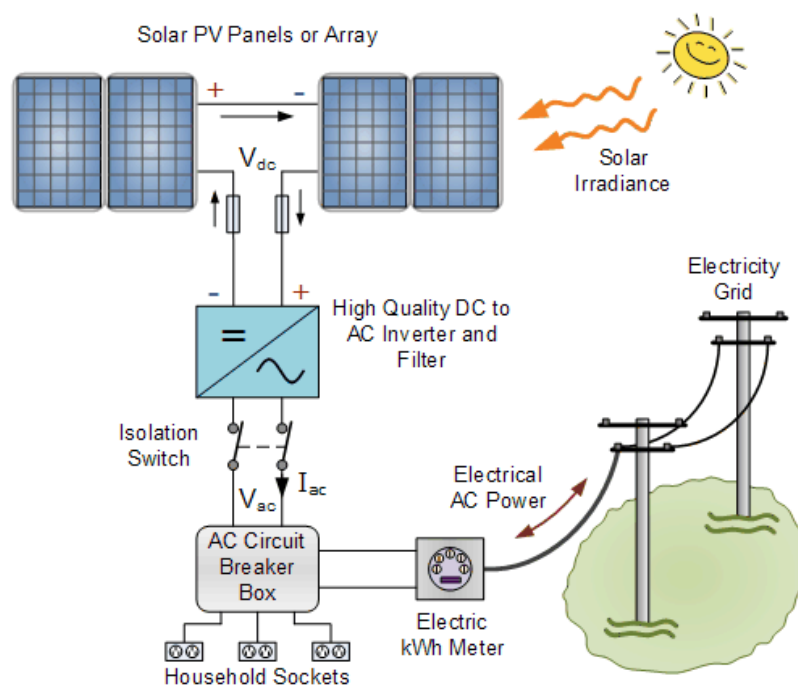 Solar PV Panels or Array
+
-
Solar
Irradiance
Vdc
Electricity
Grid
-
+
High Quality DC to
AC Inverter and
Filter
=
Isolation
Switch
Iac
Vac
Electrical
AC Power
AC Circuit
Breaker
Box
Electric
kWh Meter
Household Sockets